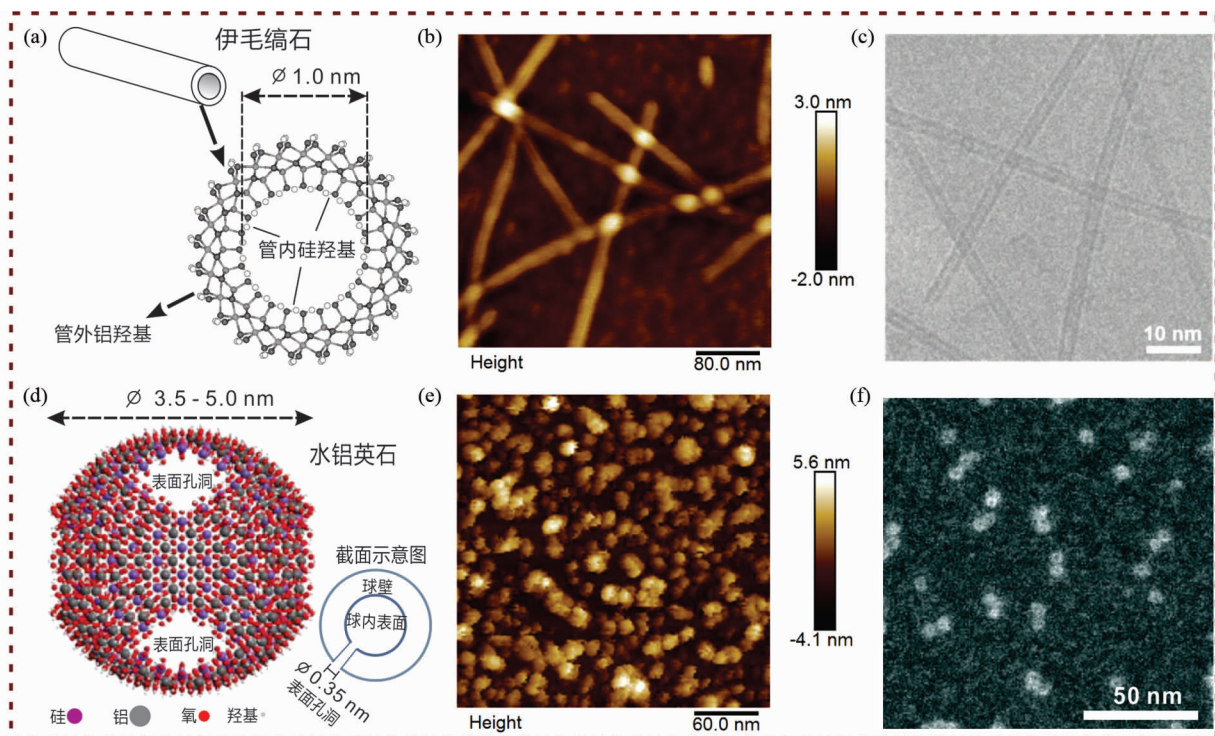 (a)
伊毛缟石
∅ 1.0 nm
管内硅羟基
管外铝羟基
(b)
3.0 nm
-2.0 nm
Height
80.0 nm
(c)
10 nm
(d)
∅ 3.5 - 5.0 nm
水铝英石
表面孔洞
表面孔洞
截面示意图
球壁
球内表面
∅ 0.35 nm
表面孔洞
硅
铝
氧
羟基
(e)
5.6 nm
-4.1 nm
Height
60.0 nm
(f)
50 nm